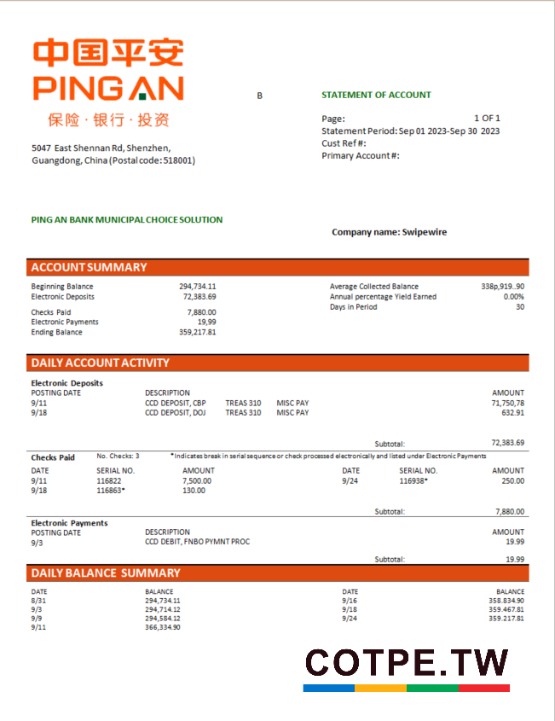 中国平安
PING AN
保险·银行·投资
B
STATEMENT OF ACCOUNT
5047 East Shennan Rd, Shenzhen,
Guangdong, China (Postal code: 518001)
Page: 1 OF 1
Statement Period: Sep 01 2023-Sep 30 2023
Cust Ref #:
Primary Account #:
PING AN BANK MUNICIPAL CHOICE SOLUTION
Company name: Swipewire
ACCOUNT SUMMARY
Beginning Balance 294,734.11 Average Collected Balance 338p,919..90
Electronic Deposits 72,383.69 Annual percentage Yield Earned 0.00%
Days in Period 30
Checks Paid 7,880.00
Electronic Payments 19,99
Ending Balance 359,217.81
DAILY ACCOUNT ACTIVITY
Electronic Deposits
POSTING DATE DESCRIPTION AMOUNT
9/11 CCD DEPOSIT, CBP TREAS 310 MISC PAY 71,750,78
9/18 CCD DEPOSIT, DOJ TREAS 310 MISC PAY 632.91
Subtotal: 72,383.69
Checks Paid No. Checks: 3 *Indicates break in serial sequence or check processed electronically and listed under Electronic Payments
DATE SERIAL NO. AMOUNT DATE SERIAL NO. AMOUNT
9/11 116822 7,500.00 9/24 116938* 250.00
9/18 116863* 130.00
Subtotal: 7,880.00
Electronic Payments
POSTING DATE DESCRIPTION AMOUNT
9/3 CCD DEBIT, FNBO PYMNT PROC 19.99
Subtotal: 19.99
DAILY BALANCE SUMMARY
DATE BALANCE DATE BALANCE
8/31 294,734.11 9/16 358.834.90
9/3 294,714.12 9/18 359.467.81
9/9 294,584.12 9/24 359.217.81
9/11 366,334.90
COTPE.TW